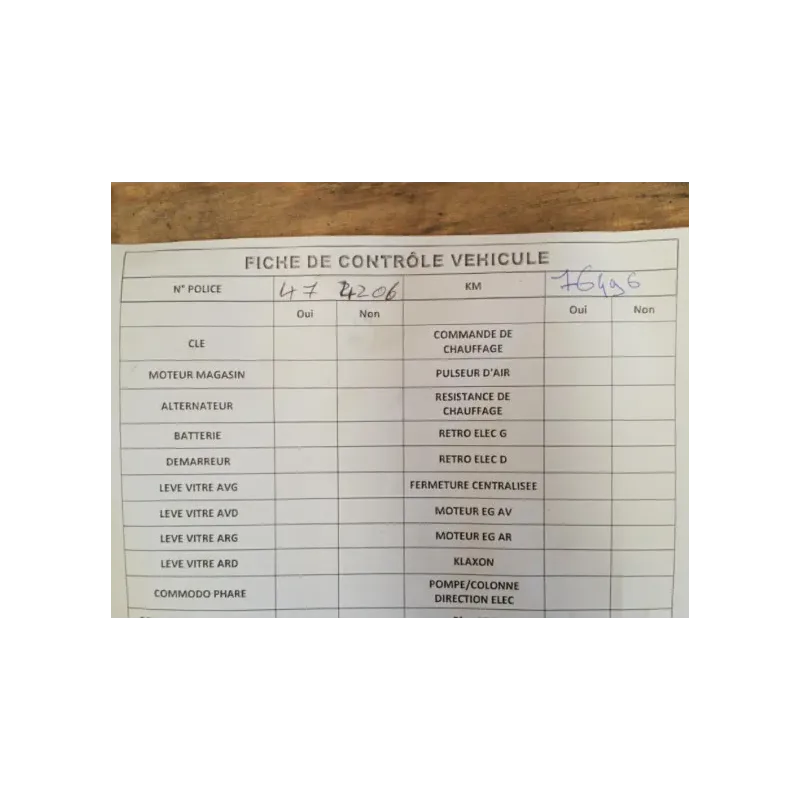 FICHE DE CONTRÔLE VEHICULE
N° POLICE 47 4206 KM 76496
Oui Non Oui Non
CLE COMMANDE DE CHAUFFAGE
MOTEUR MAGASIN PULSEUR D'AIR
ALTERNATEUR RESISTANCE DE CHAUFFAGE
BATTERIE RETRO ELEC G
DEMARREUR RETRO ELEC D
LEVE VITRE AVG FERMETURE CENTRALISEE
LEVE VITRE AVD MOTEUR EG AV
LEVE VITRE ARG MOTEUR EG AR
LEVE VITRE ARD KLAXON
COMMODO PHARE POMPE/COLONNE DIRECTION ELEC